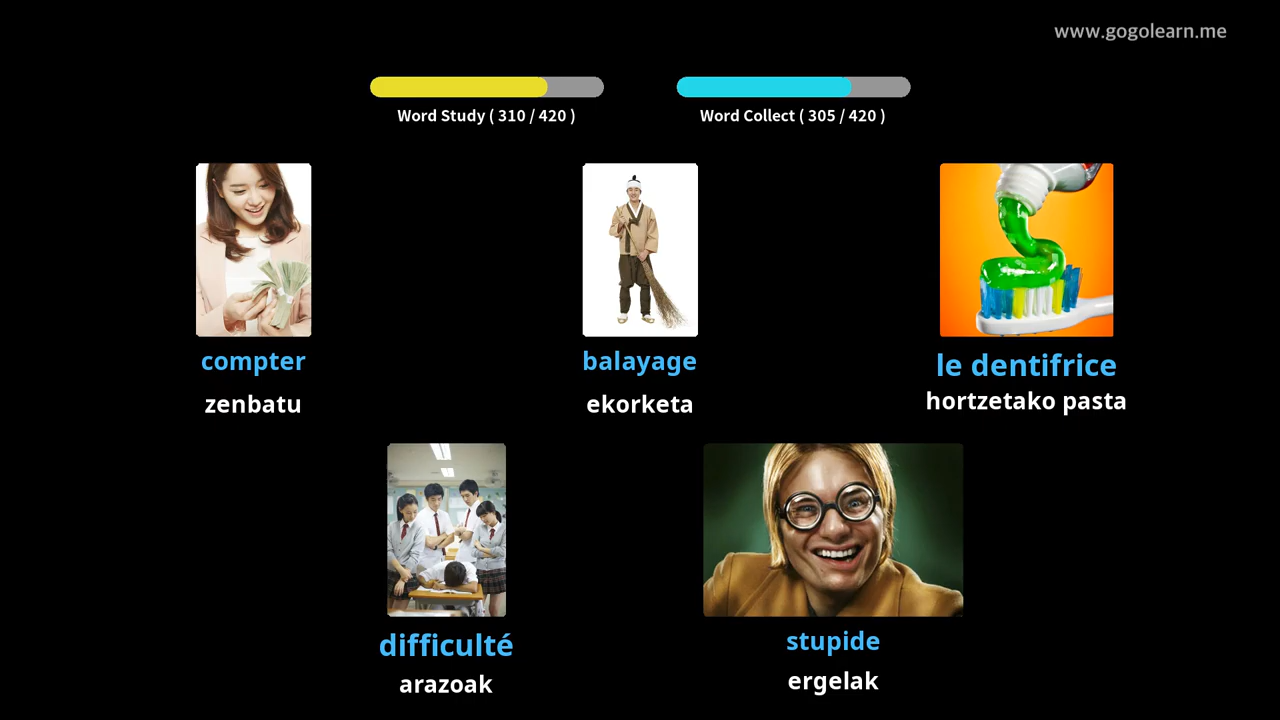 www.gogolearn.me
Word Study ( 310 / 420 )
Word Collect ( 305 / 420 )
compter
zenbatu
balayage
ekorketa
le dentifrice
hortzetako pasta
difficulté
arazoak
stupide
ergelak